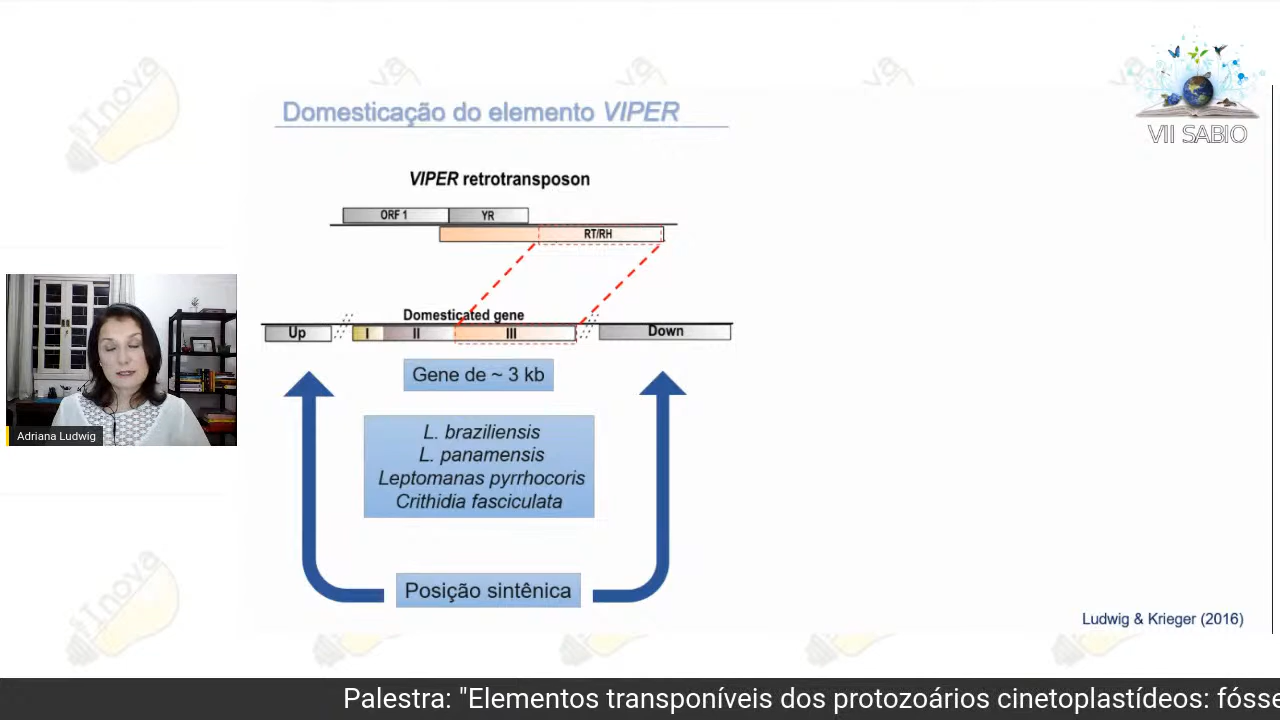 Domesticação do elemento VIPER
VII SABIO
VIPER retrotransposon
ORF 1
YR
RT/RH
Domesticated gene
Up
I
II
III
Down
Gene de ~ 3 kb
L. braziliensis
L. panamensis
Leptomanas pyrrhocoris
Crithidia fasciculata
Adriana Ludwig
Posição sintênica
Ludwig & Krieger (2016)
Palestra: "Elementos transponíveis dos protozoários cinetoplastídeos: fósse